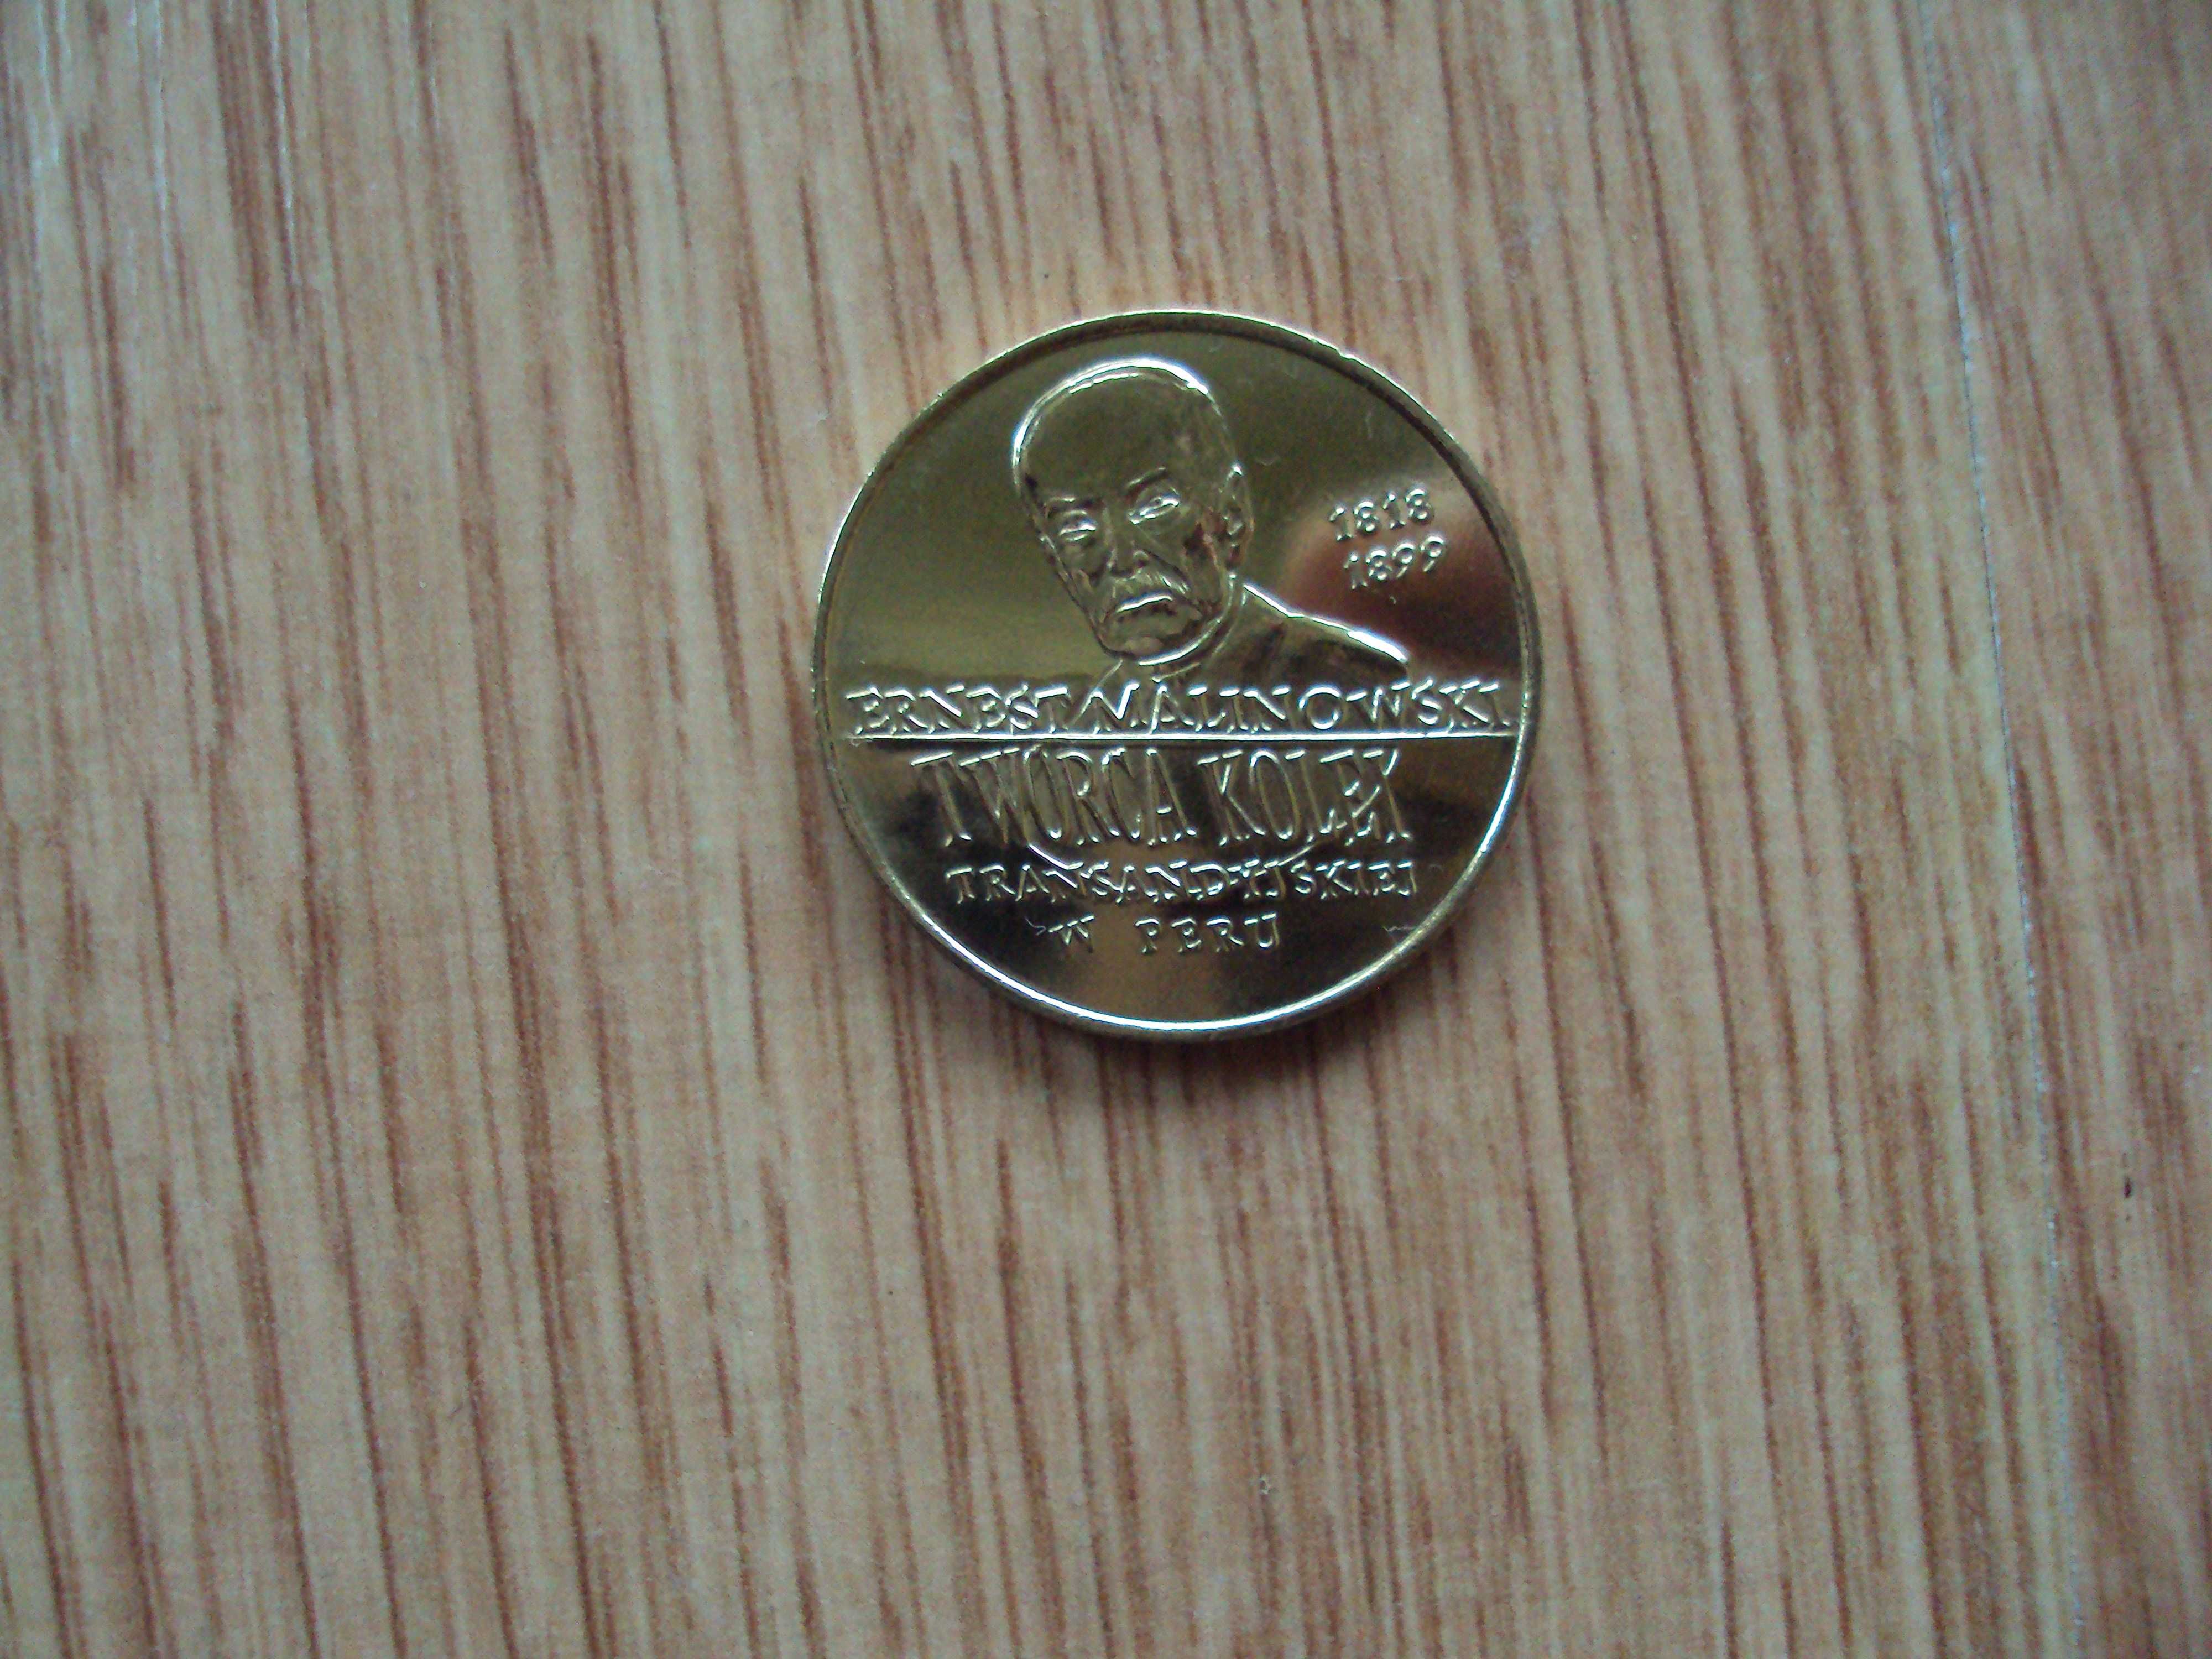 1818
1899
ERNEST MALINOWSKI
TWÓRCA KOLEI
TRANSANDYJSKIEJ
W PERU